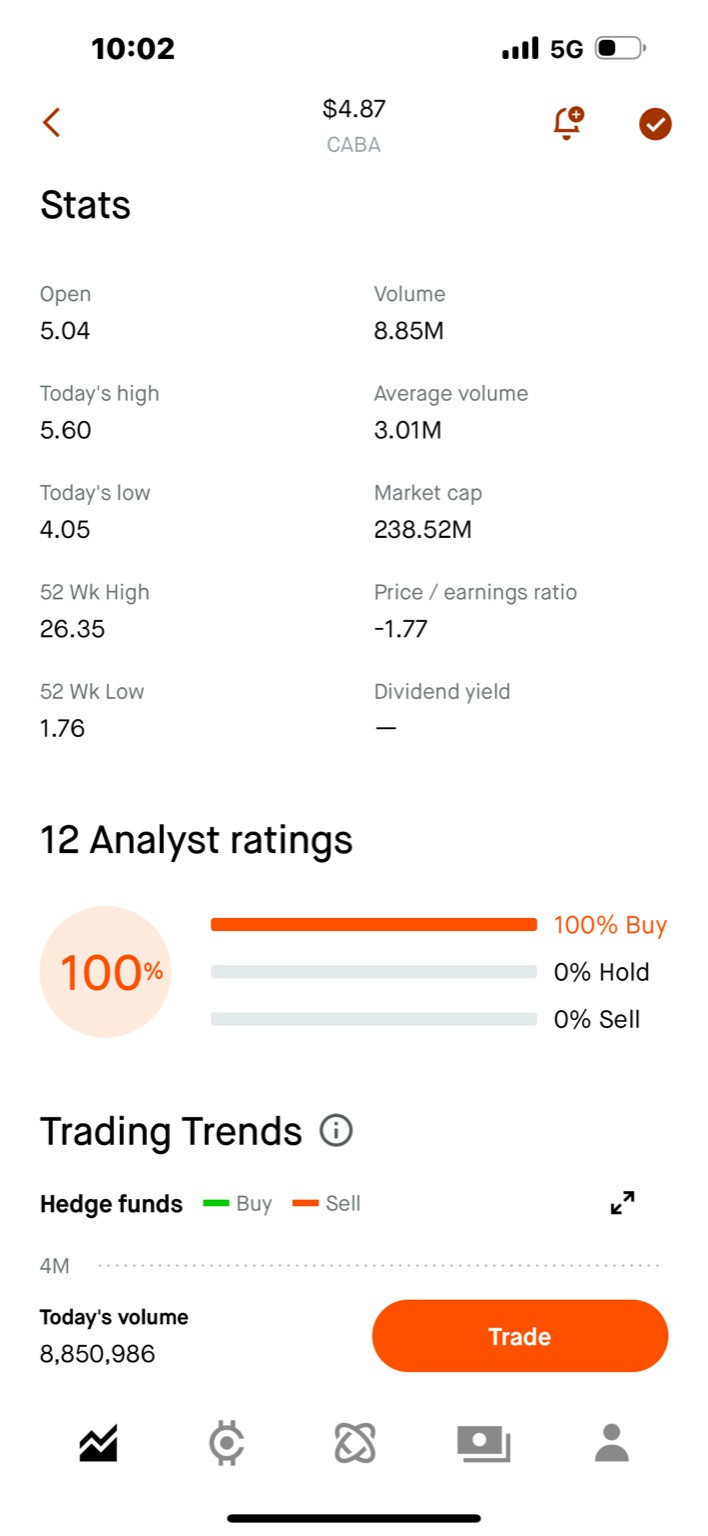 10:02
5G
$4.87
CABA
Stats
Open
5.04
Volume
8.85M
Today's high
5.60
Average volume
3.01M
Today's low
4.05
Market cap
238.52M
52 Wk High
26.35
Price / earnings ratio
-1.77
52 Wk Low
1.76
Dividend yield
—
12 Analyst ratings
100%
100% Buy
0% Hold
0% Sell
Trading Trends
Hedge funds Buy Sell
4M
Today's volume
8,850,986
Trade